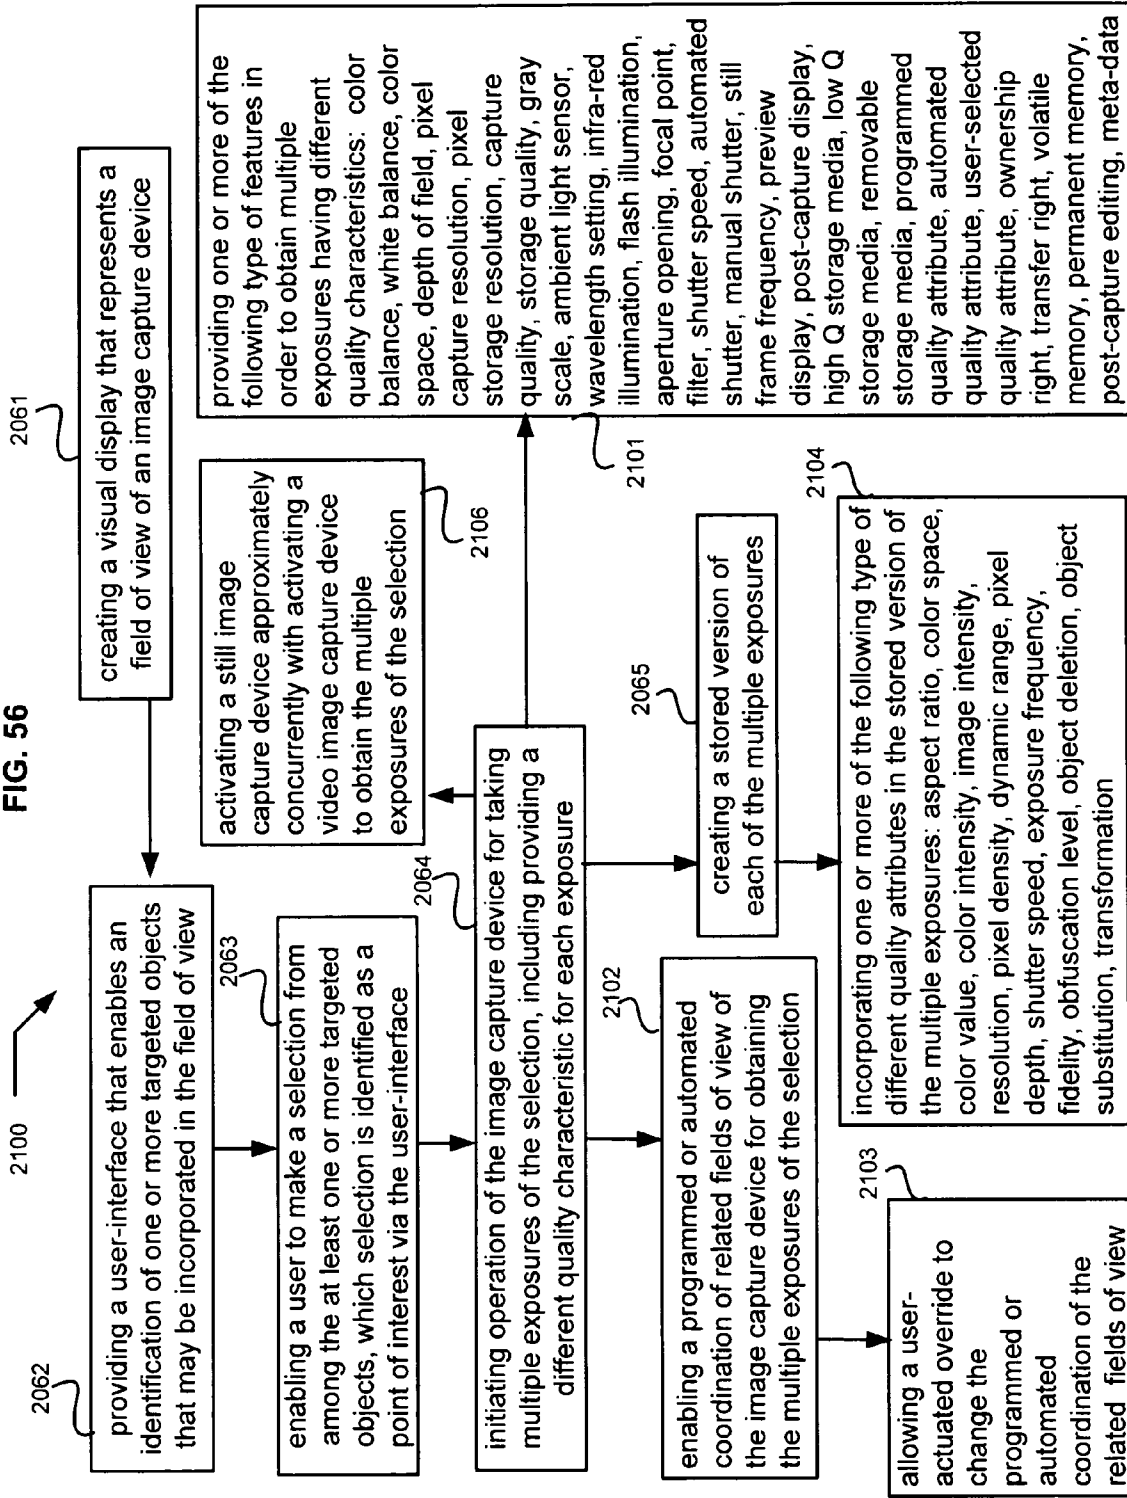 FIG. 56
2100
2061
creating a visual display that represents a
field of view of an image capture device
2062
providing a user-interface that enables an
identification of one or more targeted objects
that may be incorporated in the field of view
2063
enabling a user to make a selection from
among the at least one or more targeted
objects, which selection is identified as a
point of interest via the user-interface
2064
initiating operation of the image capture device for taking
multiple exposures of the selection, including providing a
different quality characteristic for each exposure
activating a still image
capture device approximately
concurrently with activating a
video image capture device
to obtain the multiple
exposures of the selection
2106
providing one or more of the
following type of features in
order to obtain multiple
exposures having different
quality characteristics: color
balance, white balance, color
space, depth of field, pixel
capture resolution, pixel
storage resolution, capture
quality, storage quality, gray
scale, ambient light sensor,
wavelength setting, infra-red
illumination, flash illumination,
aperture opening, focal point,
filter, shutter speed, automated
shutter, manual shutter, still
frame frequency, preview
display, post-capture display,
high Q storage media, low Q
storage media, removable
storage media, programmed
quality attribute, automated
quality attribute, user-selected
quality attribute, ownership
right, transfer right, volatile
memory, permanent memory,
post-capture editing, meta-data
2101
2065
creating a stored version of
each of the multiple exposures
2102
enabling a programmed or automated
coordination of related fields of view of
the image capture device for obtaining
the multiple exposures of the selection
2103
allowing a user-
actuated override to
change the
programmed or
automated
coordination of the
related fields of view
2104
incorporating one or more of the following type of
different quality attributes in the stored version of
the multiple exposures: aspect ratio, color space,
color value, color intensity, image intensity,
resolution, pixel density, dynamic range, pixel
depth, shutter speed, exposure frequency,
fidelity, obfuscation level, object deletion, object
substitution, transformation